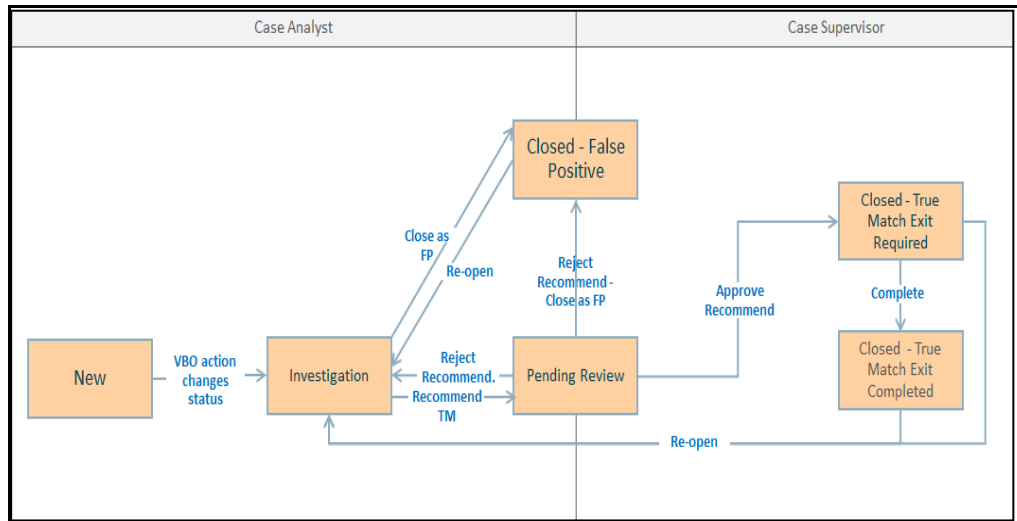 Case Analyst
Case Supervisor
Closed - False
Positive
Closed - True
Match Exit
Required
Close as
FP
Re-open
Reject
Recommend -
Close as FP
Approve
Recommend
Complete
New
VBO action
changes
status
Investigation
Reject
Recommend.
Recommend
TM
Pending Review
Closed - True
Match Exit
Completed
Re-open